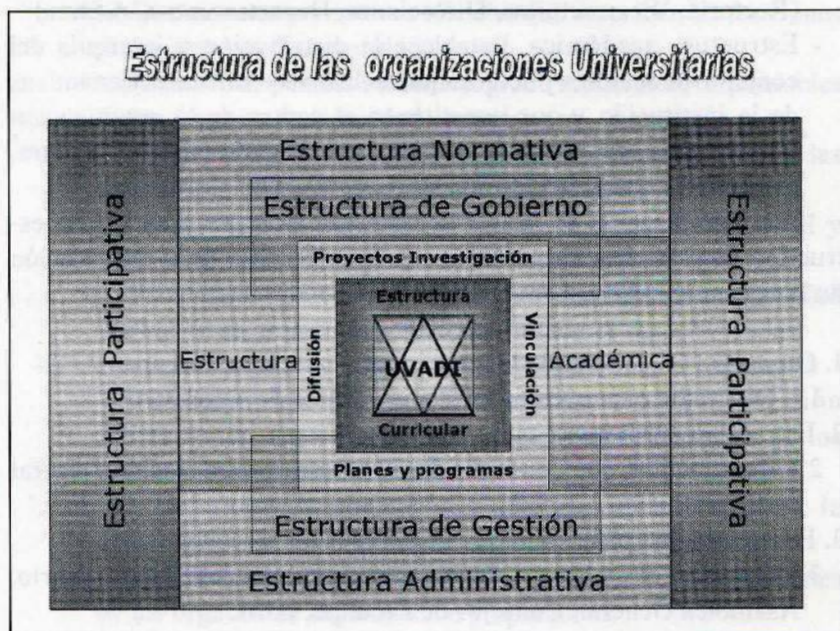 Estructura de las organizaciones Universitarias
Estructura Participativa
Estructura Normativa
Estructura de Gobierno
Proyectos Investigación
Estructura
Estructura
Difusión
UVADI
Vinculación
Académica
Curricular
Planes y programas
Estructura de Gestión
Estructura Administrativa
Estructura Participativa